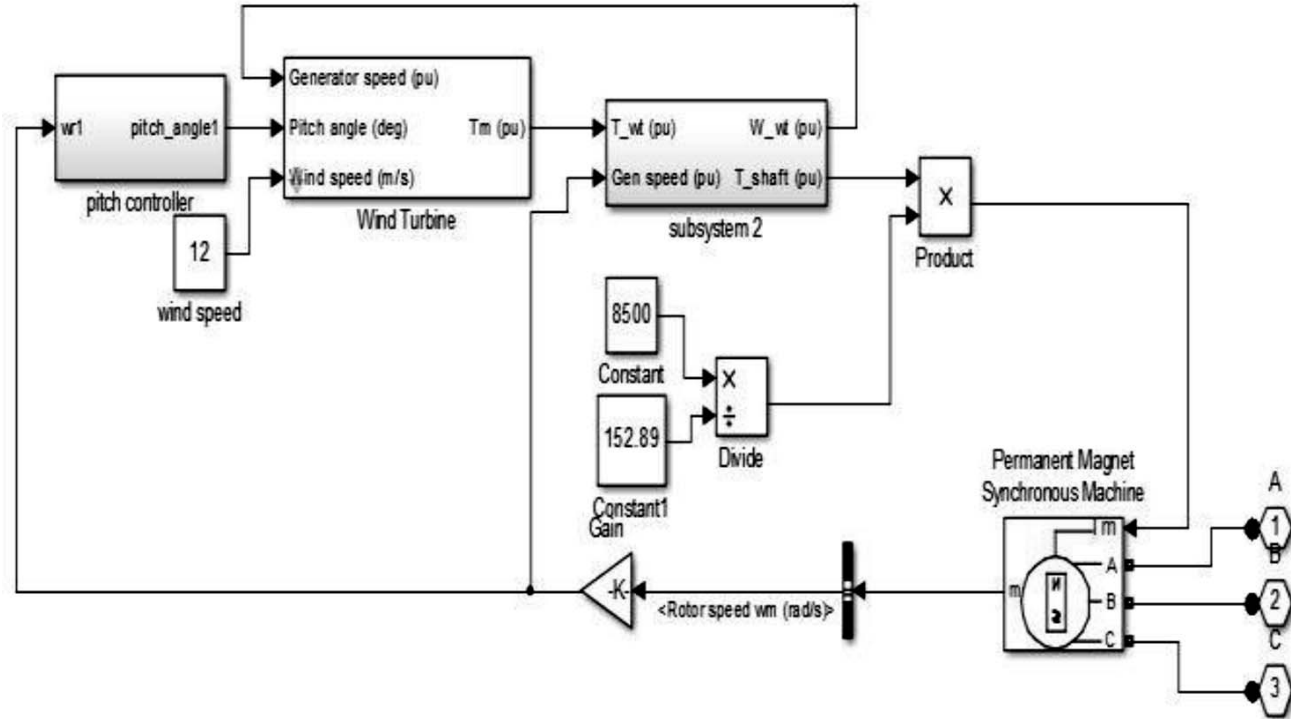 Generator speed (pu)
wr1 pitch_angle1
Pitch angle (deg) Tm (pu)
T_wt (pu) W_wt (pu)
Wind speed (m/s)
Gen speed (pu) T_shaft (pu)
X
pitch controller
Wind Turbine
subsystem 2
12
Product
wind speed
8500
Constant
X
÷
152.89
Divide
Constant1
Gain
Permanent Magnet
Synchronous Machine
A
Tm
1
B
A
-K-
<Rotor speed wm (rad/s)>
m
N
S
B
2
C
C
3